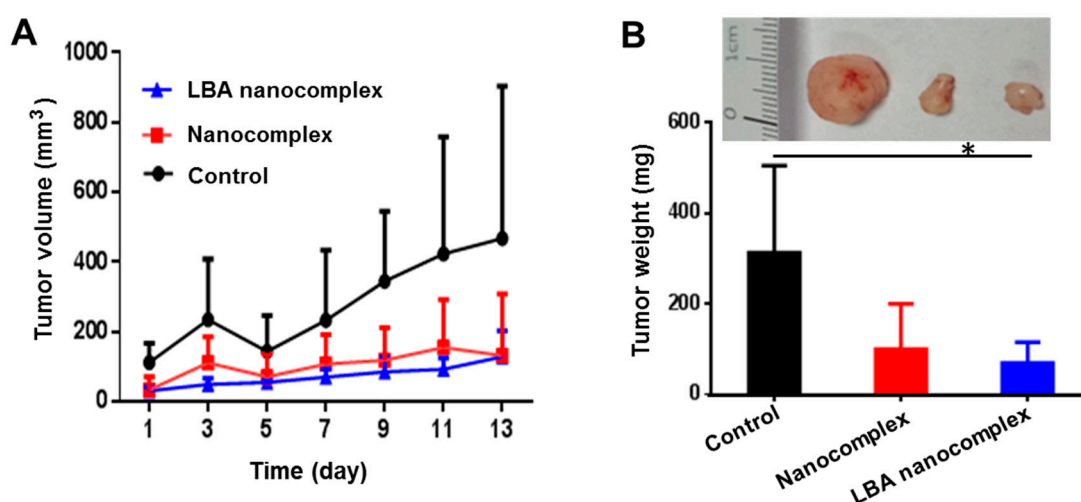 A
Tumor volume (mm³)
1000
800
600
400
200
0
LBA nanocomplex
Nanocomplex
Control
1 3 5 7 9 11 13
Time (day)
B
1cm
0
Tumor weight (mg)
600
400
200
0
*
Control
Nanocomplex
LBA nanocomplex